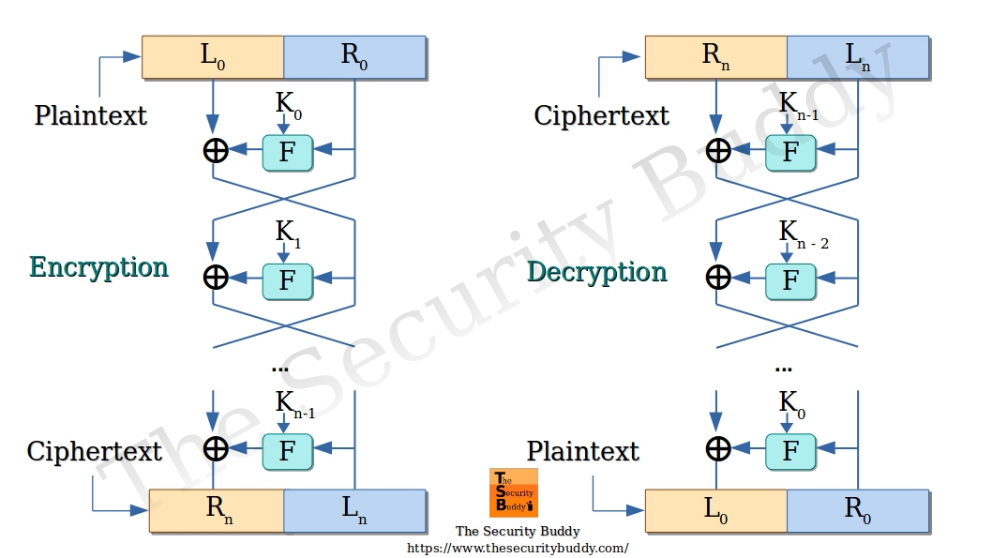 L0 R0
Plaintext
K0
F
Encryption
K1
F
...
Kn-1
F
Ciphertext
Rn Ln
Rn Ln
Ciphertext
Kn-1
F
Decryption
Kn - 2
F
...
K0
F
Plaintext
L0 R0
The Security Buddy
The
Security
Buddy
The Security Buddy
https://www.thesecuritybuddy.com/